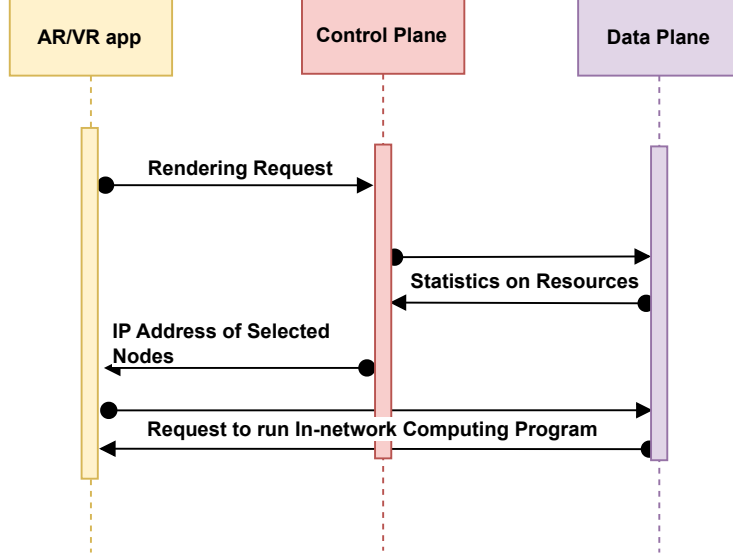 AR/VR app
Control Plane
Data Plane
Rendering Request
Statistics on Resources
IP Address of Selected
Nodes
Request to run In-network Computing Program